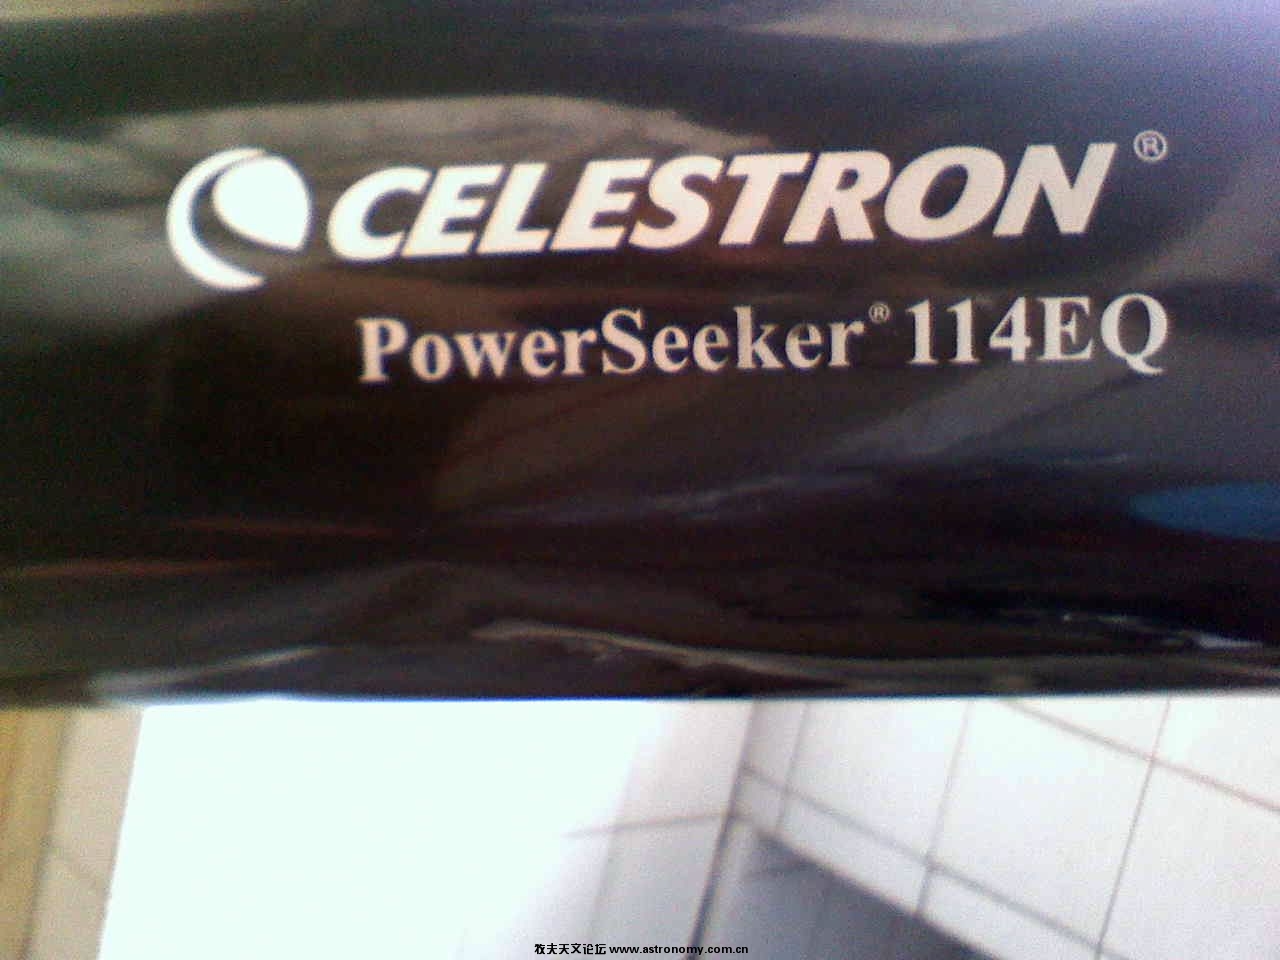 CELESTRON®
PowerSeeker® 114EQ
牧夫天文论坛 www.astronomy.com.cn